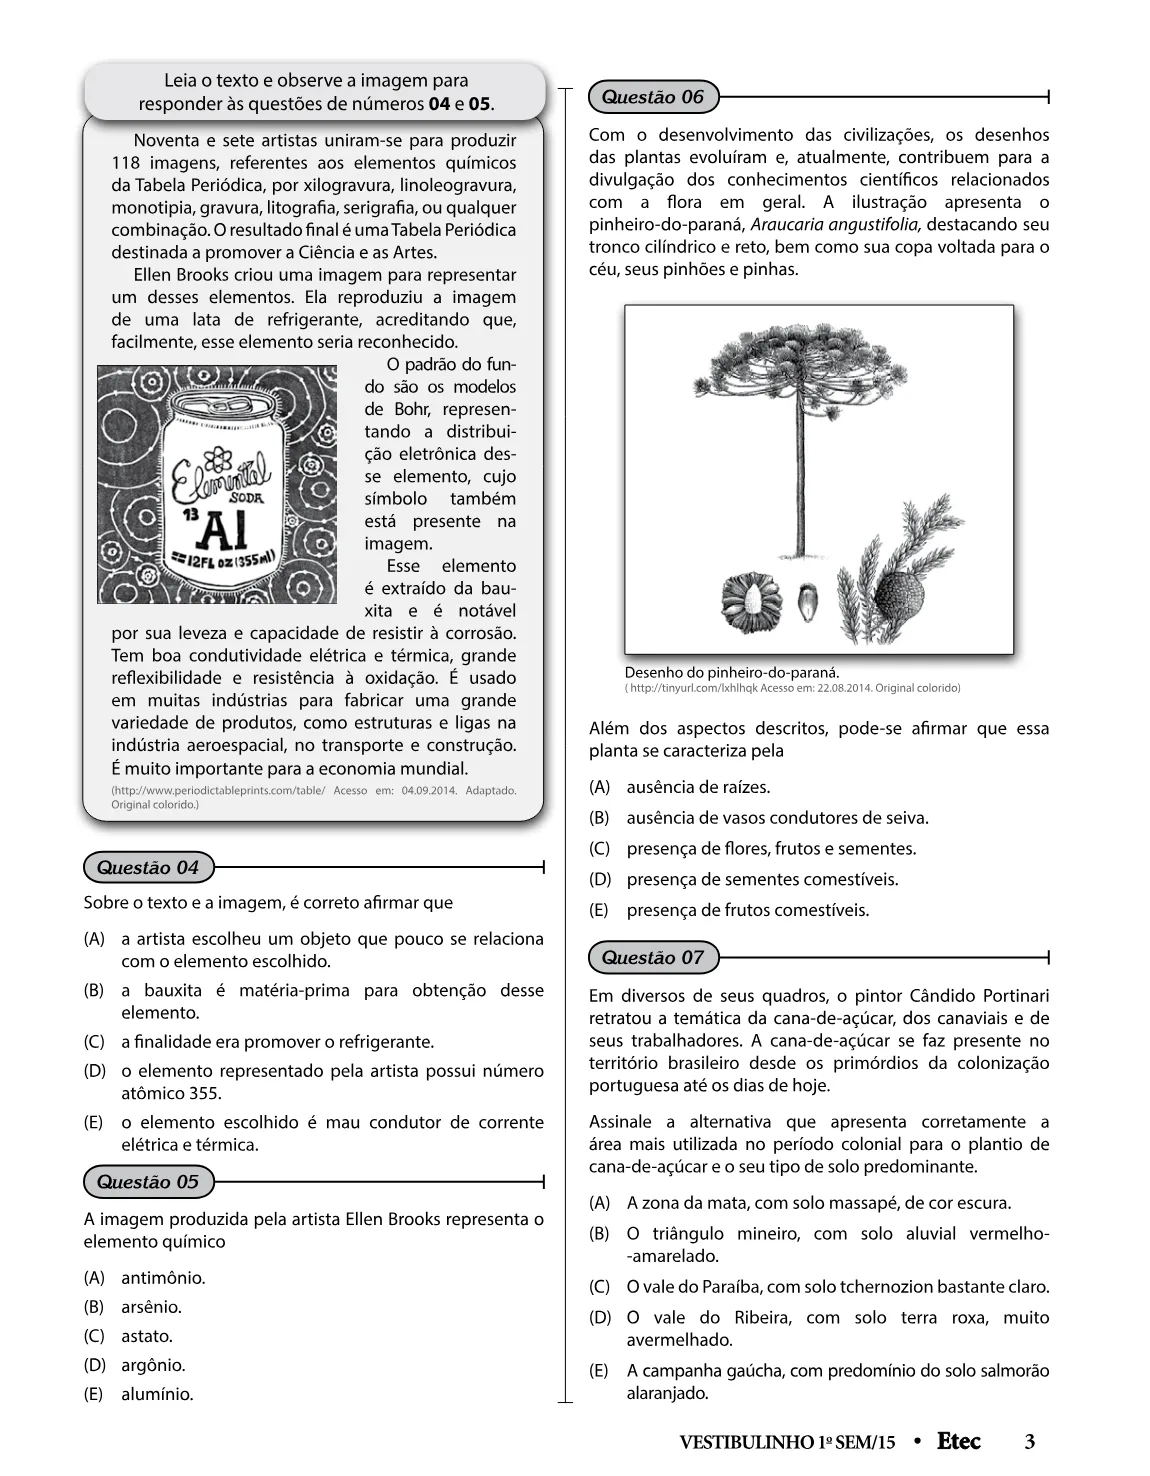 Leia o texto e observe a imagem para
responder às questões de números 04 e 05.
Noventa e sete artistas uniram-se para produzir
118 imagens, referentes aos elementos químicos
da Tabela Periódica, por xilogravura, linoleogravura,
monotipia, gravura, litografia, serigrafia, ou qualquer
combinação. O resultado final é uma Tabela Periódica
destinada a promover a Ciência e as Artes.
Ellen Brooks criou uma imagem para representar
um desses elementos. Ela reproduziu a imagem
de uma lata de refrigerante, acreditando que,
facilmente, esse elemento seria reconhecido.
O padrão do fun-
do são os modelos
de Bohr, represen-
tando a distribui-
ção eletrônica des-
se elemento, cujo
símbolo também
está presente na
imagem.
Esse elemento
é extraído da bau-
xita e é notável
por sua leveza e capacidade de resistir à corrosão.
Tem boa condutividade elétrica e térmica, grande
reflexibilidade e resistência à oxidação. É usado
em muitas indústrias para fabricar uma grande
variedade de produtos, como estruturas e ligas na
indústria aeroespacial, no transporte e construção.
É muito importante para a economia mundial.
(http://www.periodictableprints.com/table/ Acesso em: 04.09.2014. Adaptado.
Original colorido.)
Elemental
SODA
13
Al
12FL OZ (355ml)
Questão 04
Sobre o texto e a imagem, é correto afirmar que
(A) a artista escolheu um objeto que pouco se relaciona
com o elemento escolhido.
(B) a bauxita é matéria-prima para obtenção desse
elemento.
(C) a finalidade era promover o refrigerante.
(D) o elemento representado pela artista possui número
atômico 355.
(E) o elemento escolhido é mau condutor de corrente
elétrica e térmica.
Questão 05
A imagem produzida pela artista Ellen Brooks representa o
elemento químico
(A) antimônio.
(B) arsênio.
(C) astato.
(D) argônio.
(E) alumínio.
Questão 06
Com o desenvolvimento das civilizações, os desenhos
das plantas evoluíram e, atualmente, contribuem para a
divulgação dos conhecimentos científicos relacionados
com a flora em geral. A ilustração apresenta o
pinheiro-do-paraná, Araucaria angustifolia, destacando seu
tronco cilíndrico e reto, bem como sua copa voltada para o
céu, seus pinhões e pinhas.
Desenho do pinheiro-do-paraná.
( http://tinyurl.com/lxhlhqk Acesso em: 22.08.2014. Original colorido)
Além dos aspectos descritos, pode-se afirmar que essa
planta se caracteriza pela
(A) ausência de raízes.
(B) ausência de vasos condutores de seiva.
(C) presença de flores, frutos e sementes.
(D) presença de sementes comestíveis.
(E) presença de frutos comestíveis.
Questão 07
Em diversos de seus quadros, o pintor Cândido Portinari
retratou a temática da cana-de-açúcar, dos canaviais e de
seus trabalhadores. A cana-de-açúcar se faz presente no
território brasileiro desde os primórdios da colonização
portuguesa até os dias de hoje.
Assinale a alternativa que apresenta corretamente a
área mais utilizada no período colonial para o plantio de
cana-de-açúcar e o seu tipo de solo predominante.
(A) A zona da mata, com solo massapé, de cor escura.
(B) O triângulo mineiro, com solo aluvial vermelho-
-amarelado.
(C) O vale do Paraíba, com solo tchernozion bastante claro.
(D) O vale do Ribeira, com solo terra roxa, muito
avermelhado.
(E) A campanha gaúcha, com predomínio do solo salmorão
alaranjado.
VESTIBULINHO 1º SEM/15 • Etec 3